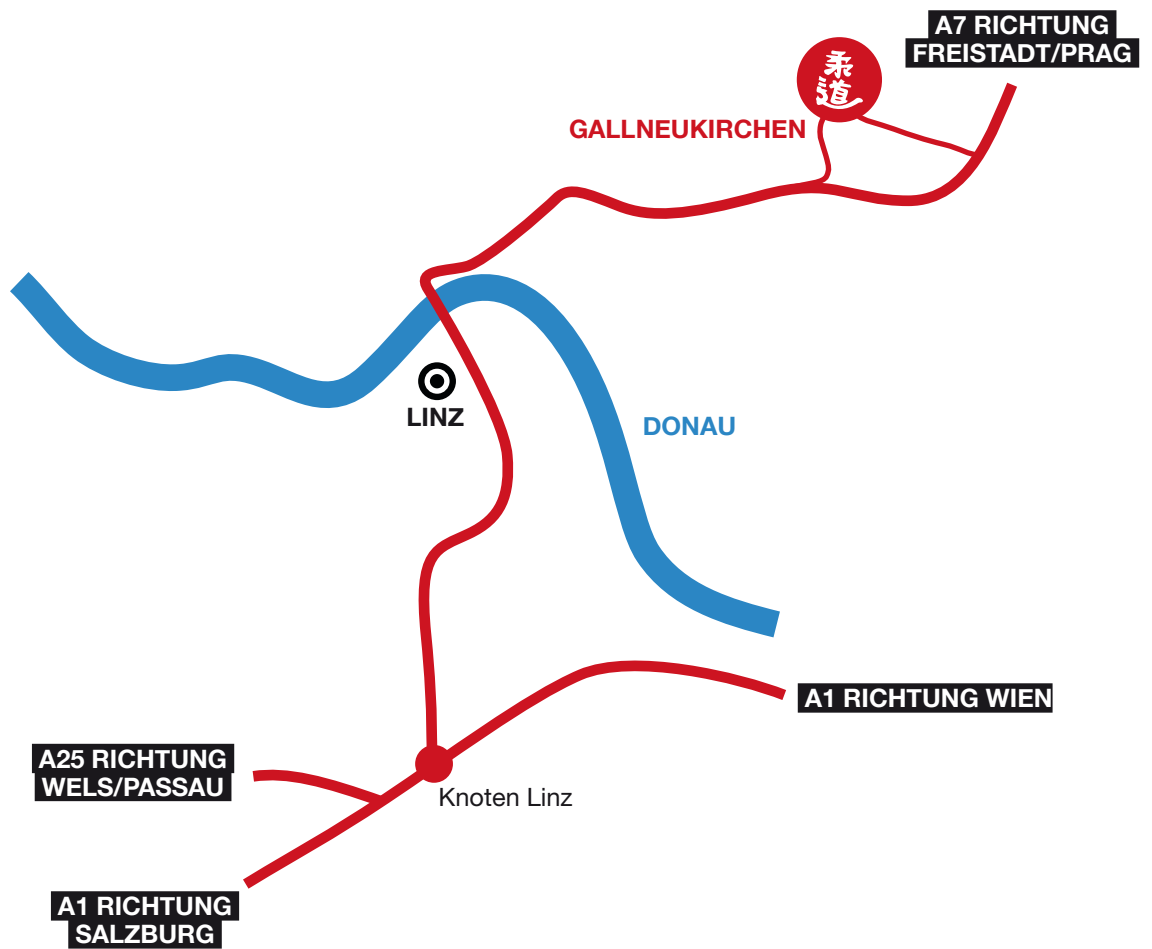 A7 RICHTUNG
FREISTADT/PRAG
柔
道
GALLNEUKIRCHEN
LINZ
DONAU
A1 RICHTUNG WIEN
A25 RICHTUNG
WELS/PASSAU
Knoten Linz
A1 RICHTUNG
SALZBURG